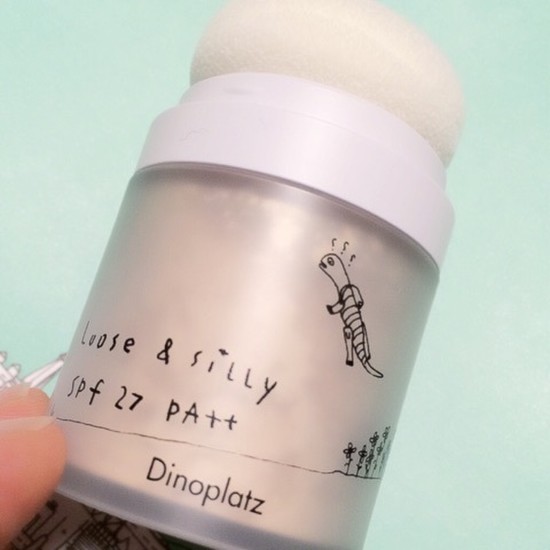 ? ? ?
Loose & silly
SPf 27 PA++
Dinoplatz